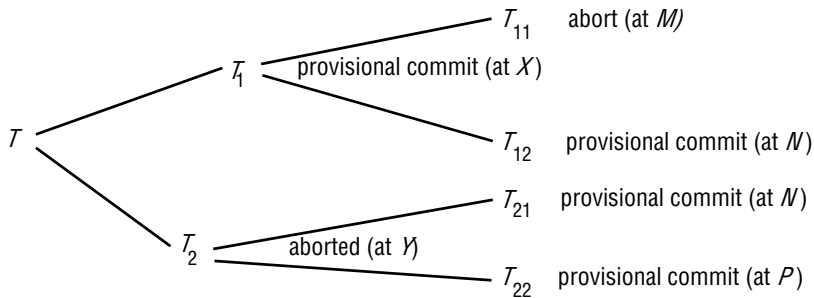 T₁₁ abort (at M)
T₁ provisional commit (at X)
T
T₁₂ provisional commit (at N)
T₂₁ provisional commit (at N)
T₂ aborted (at Y)
T₂₂ provisional commit (at P)